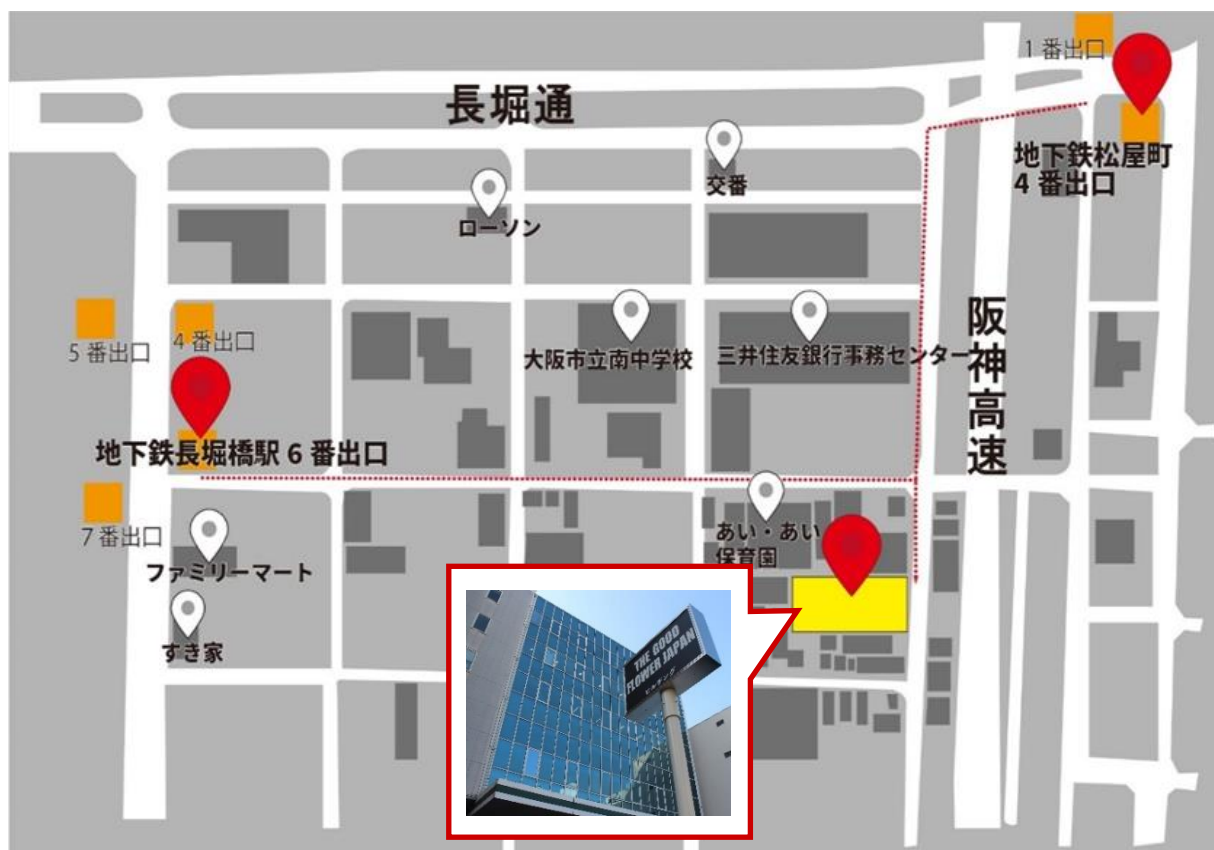 1 番出口
長堀通
地下鉄松屋町
4 番出口
交番
ローソン
阪神高速
5 番出口
4 番出口
大阪市立南中学校
三井住友銀行事務センター
地下鉄長堀橋駅 6 番出口
7 番出口
あい・あい
保育園
ファミリーマート
すき家
THE GOOD
FLOWER JAPAN